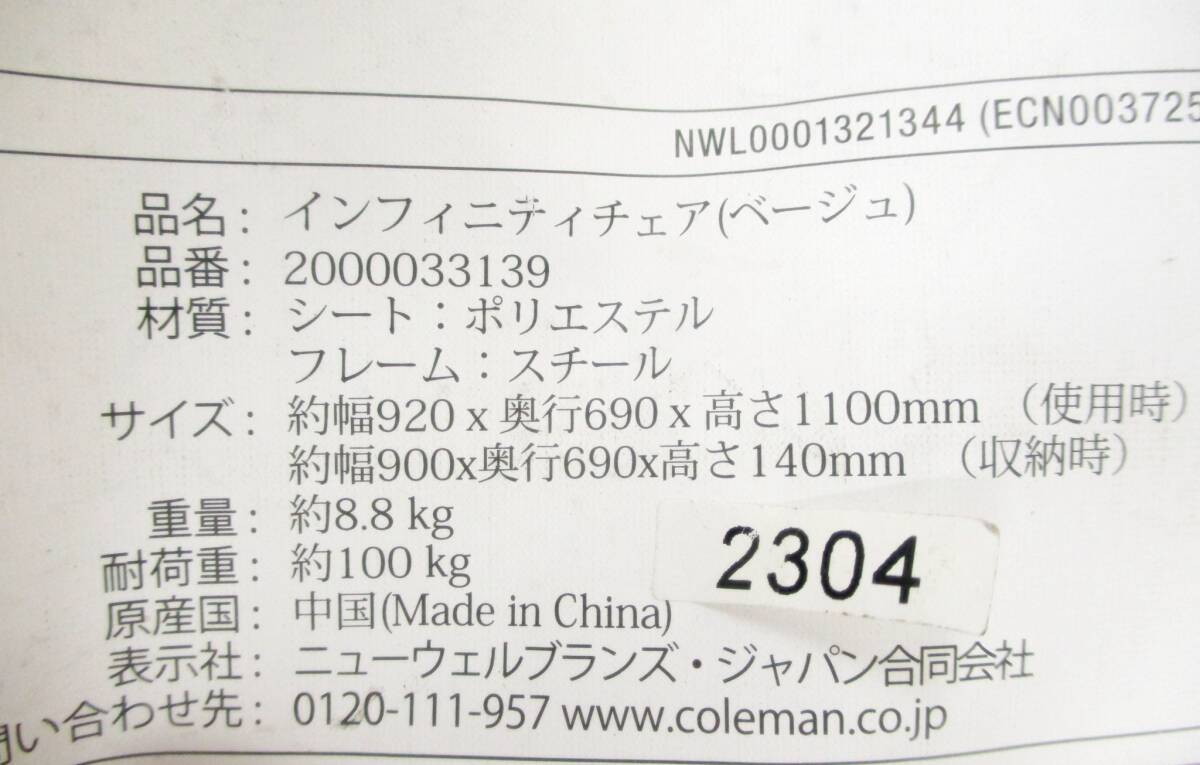 NWL0001321344 (ECN003725
品名: インフィニティチェア(ベージュ)
品番: 2000033139
材質: シート：ポリエステル
フレーム：スチール
サイズ: 約幅920 x 奥行690 x 高さ1100mm （使用時）
約幅900x奥行690x高さ140mm （収納時）
重量: 約8.8 kg
2304
耐荷重: 約100 kg
原産国: 中国(Made in China)
表示社: ニューウェルブランズ・ジャパン合同会社
問い合わせ先: 0120-111-957 www.coleman.co.jp